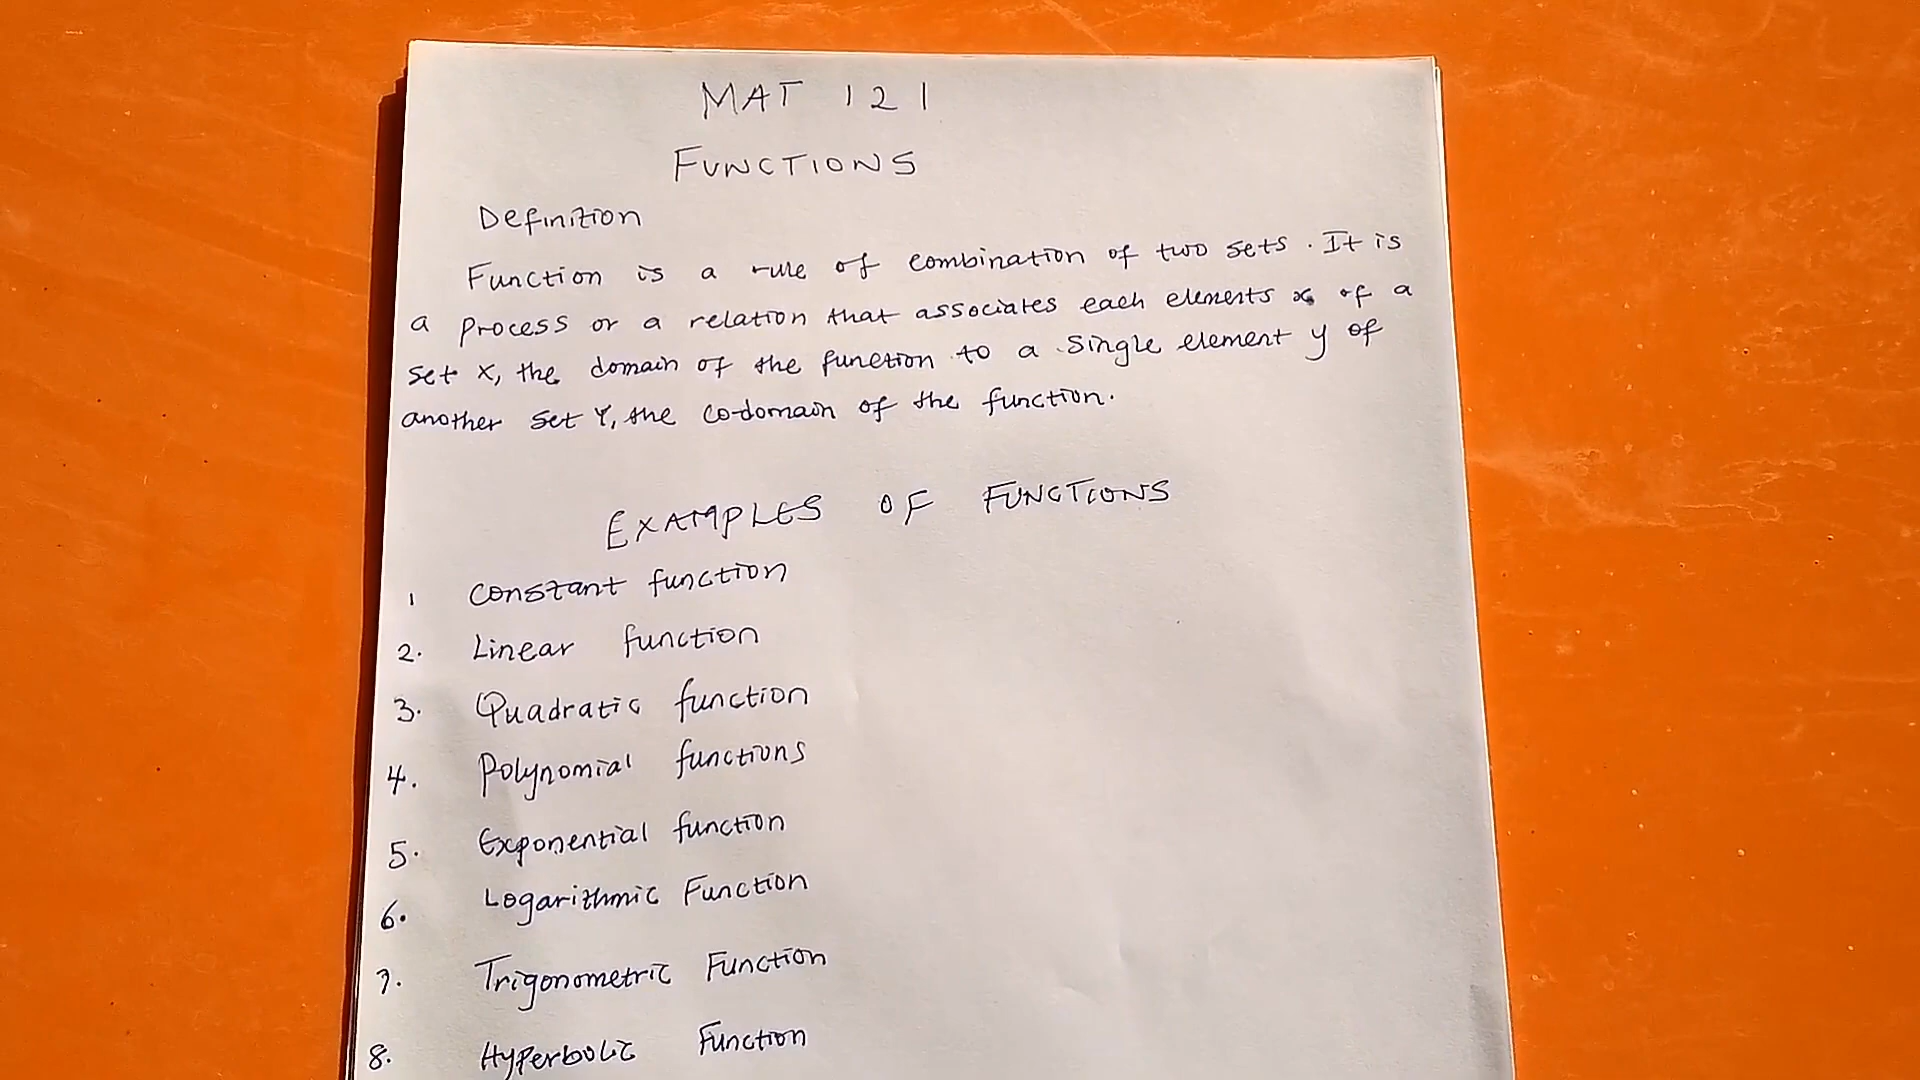 MAT 121
FUNCTIONS
Definition
Function is a rule of combination of two sets. It is
a process or a relation that associates each elements x of a
set X, the domain of the function to a single element y of
another set Y, the co-domain of the function.
EXAMPLES OF FUNCTIONS
1 Constant function
2. Linear function
3. Quadratic function
4. Polynomial functions
5. Exponential function
6. Logarithmic Function
7. Trigonometric Function
8. Hyperbolic Function